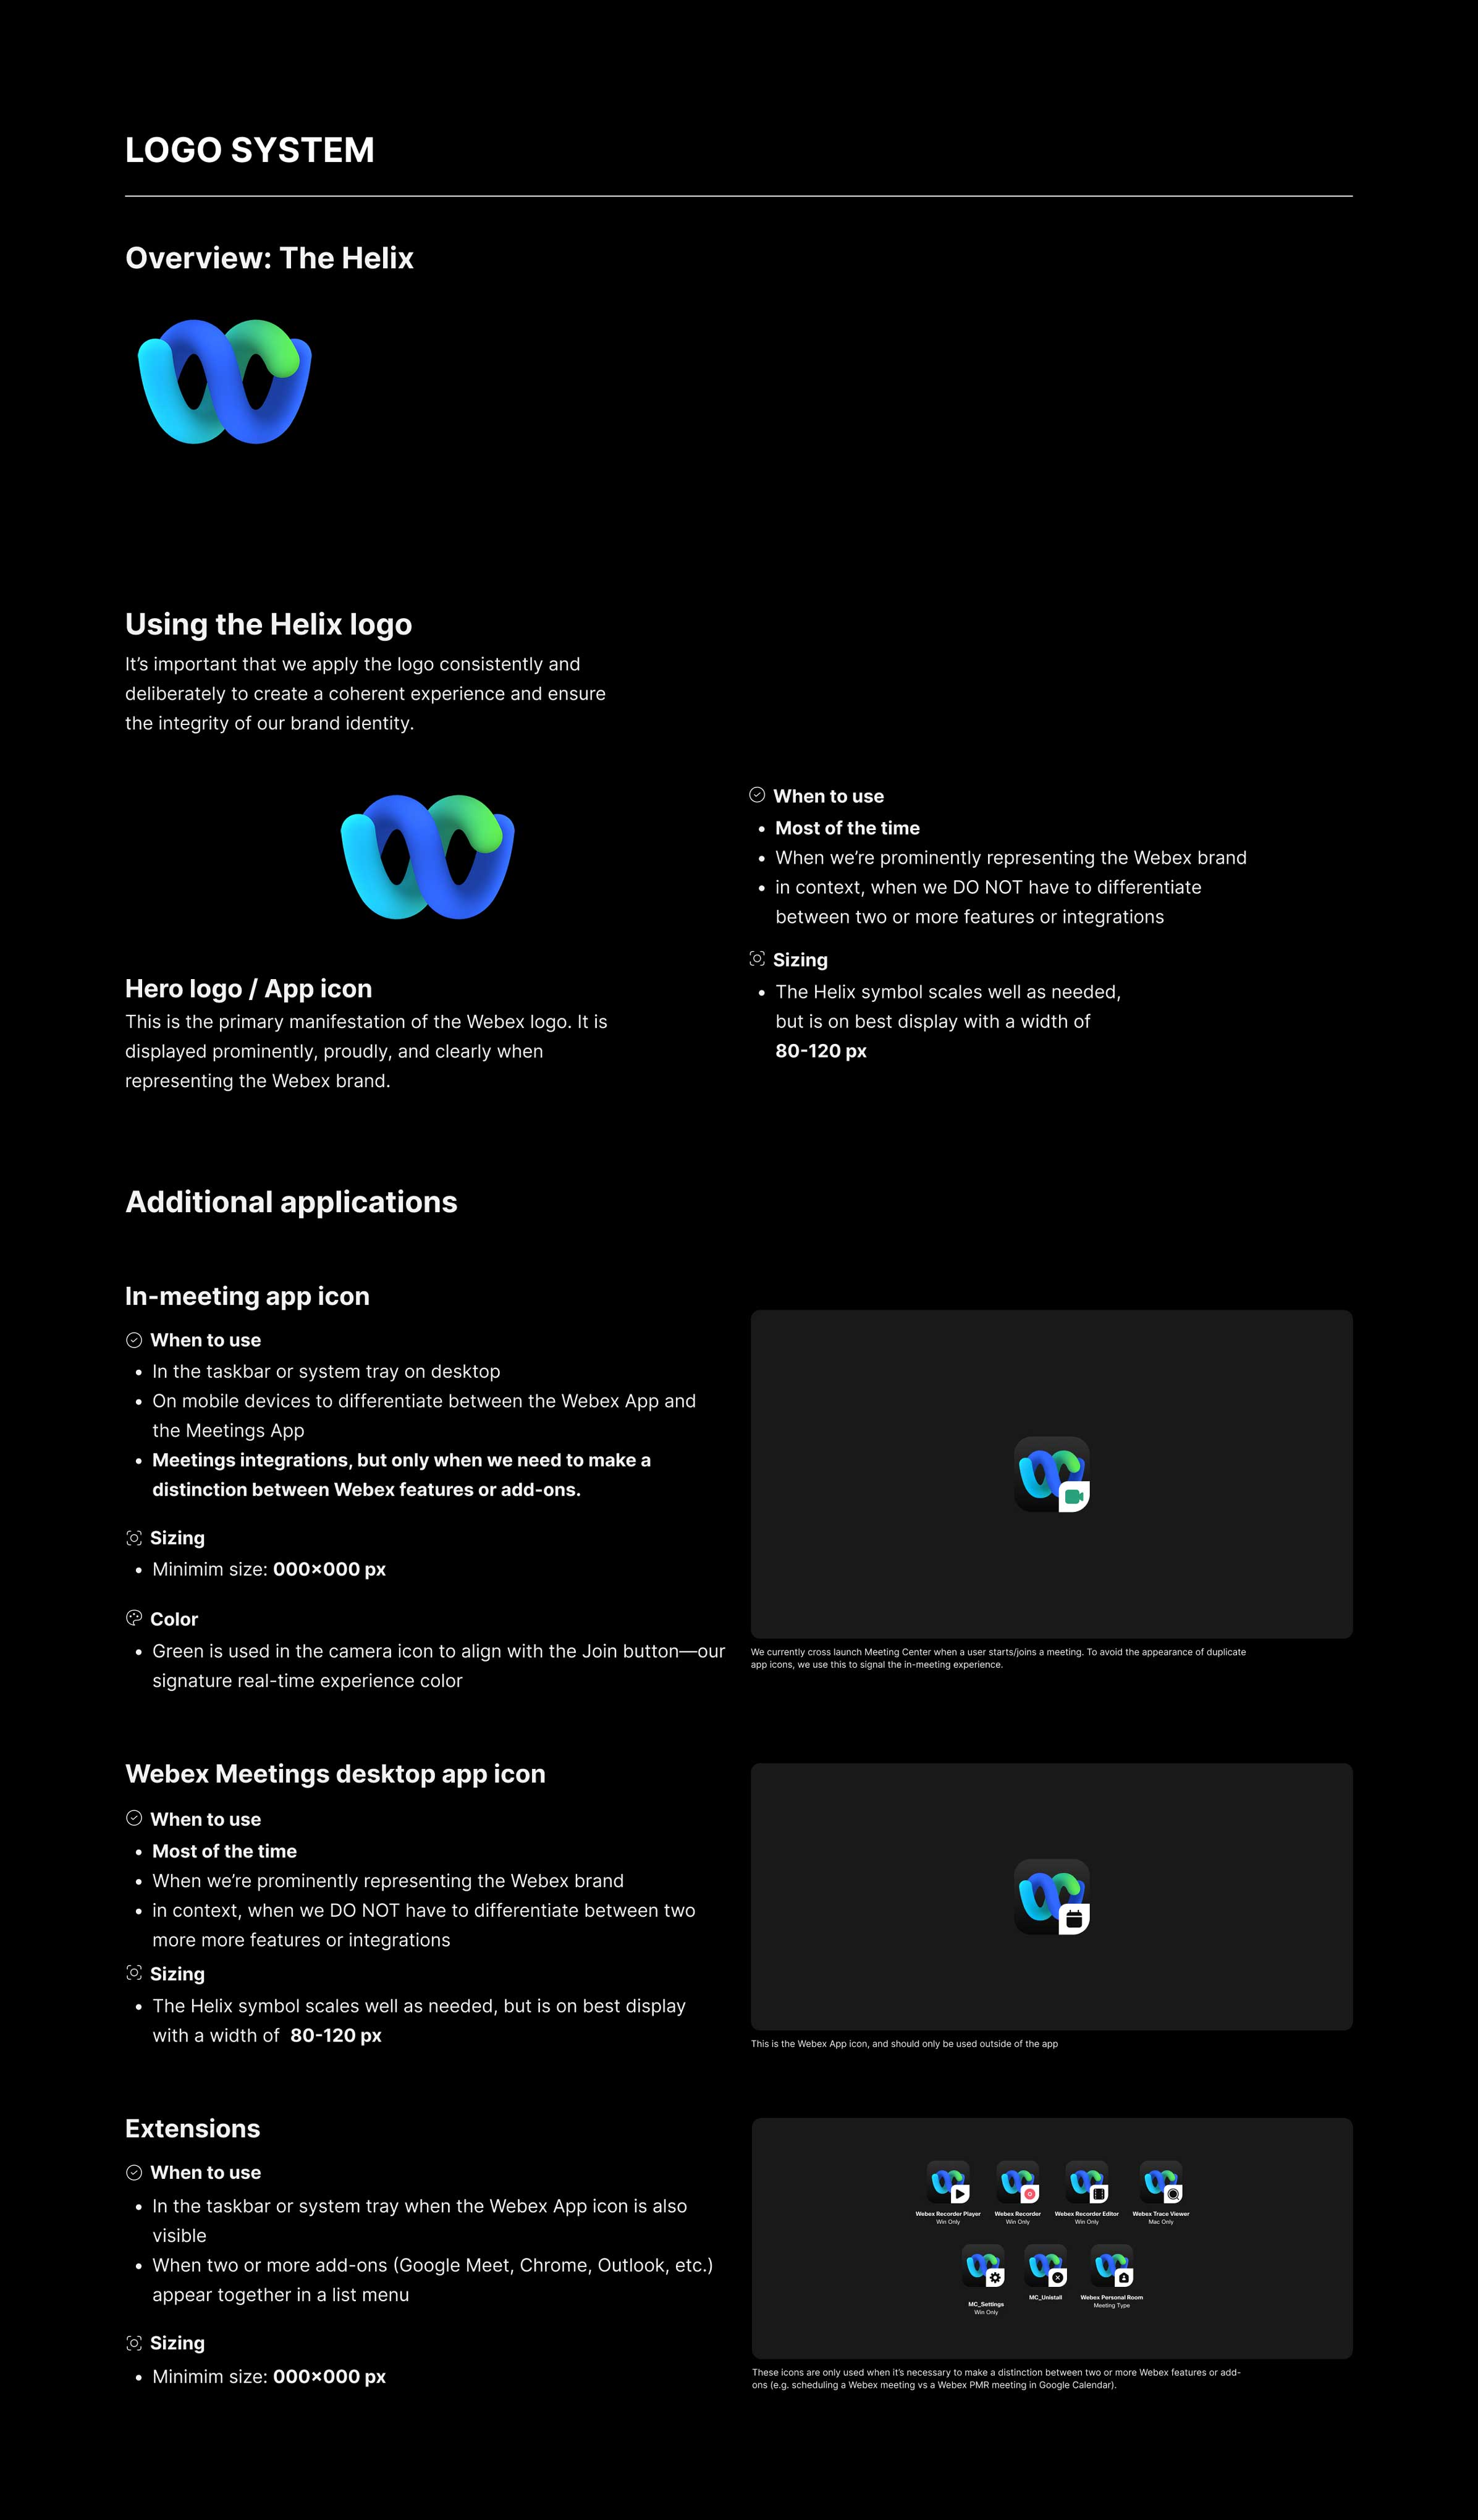 LOGO SYSTEM
Overview: The Helix
Using the Helix logo
It’s important that we apply the logo consistently and
deliberately to create a coherent experience and ensure
the integrity of our brand identity.
Hero logo / App icon
This is the primary manifestation of the Webex logo. It is
displayed prominently, proudly, and clearly when
representing the Webex brand.
When to use
• Most of the time
• When we’re prominently representing the Webex brand
• in context, when we DO NOT have to differentiate
between two or more features or integrations
Sizing
• The Helix symbol scales well as needed,
but is on best display with a width of
80-120 px
Additional applications
In-meeting app icon
When to use
• In the taskbar or system tray on desktop
• On mobile devices to differentiate between the Webex App and
the Meetings App
• Meetings integrations, but only when we need to make a
distinction between Webex features or add-ons.
Sizing
• Minimim size: 000×000 px
Color
• Green is used in the camera icon to align with the Join button—our
signature real-time experience color
We currently cross launch Meeting Center when a user starts/joins a meeting. To avoid the appearance of duplicate
app icons, we use this to signal the in-meeting experience.
Webex Meetings desktop app icon
When to use
• Most of the time
• When we’re prominently representing the Webex brand
• in context, when we DO NOT have to differentiate between two
more more features or integrations
Sizing
• The Helix symbol scales well as needed, but is on best display
with a width of 80-120 px
This is the Webex App icon, and should only be used outside of the app
Extensions
When to use
• In the taskbar or system tray when the Webex App icon is also
visible
• When two or more add-ons (Google Meet, Chrome, Outlook, etc.)
appear together in a list menu
Sizing
• Minimim size: 000×000 px
Webex Recorder Player Webex Recorder Webex Recorder Editor Webex Trace Viewer
Win Only Win Only Win Only Mac Only
MC_Settings MC_Unistall Webex Personal Room
Win Only Meeting Type
These icons are only used when it’s necessary to make a distinction between two or more Webex features or add-
ons (e.g. scheduling a Webex meeting vs a Webex PMR meeting in Google Calendar).